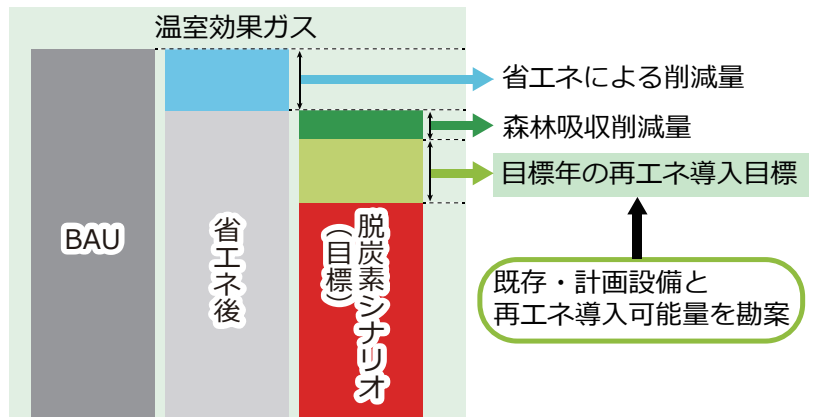 温室効果ガス
省エネによる削減量
森林吸収削減量
目標年の再エネ導入目標
BAU
省エネ後
脱炭素シナリオ
（目標）
既存・計画設備と
再エネ導入可能量を勘案